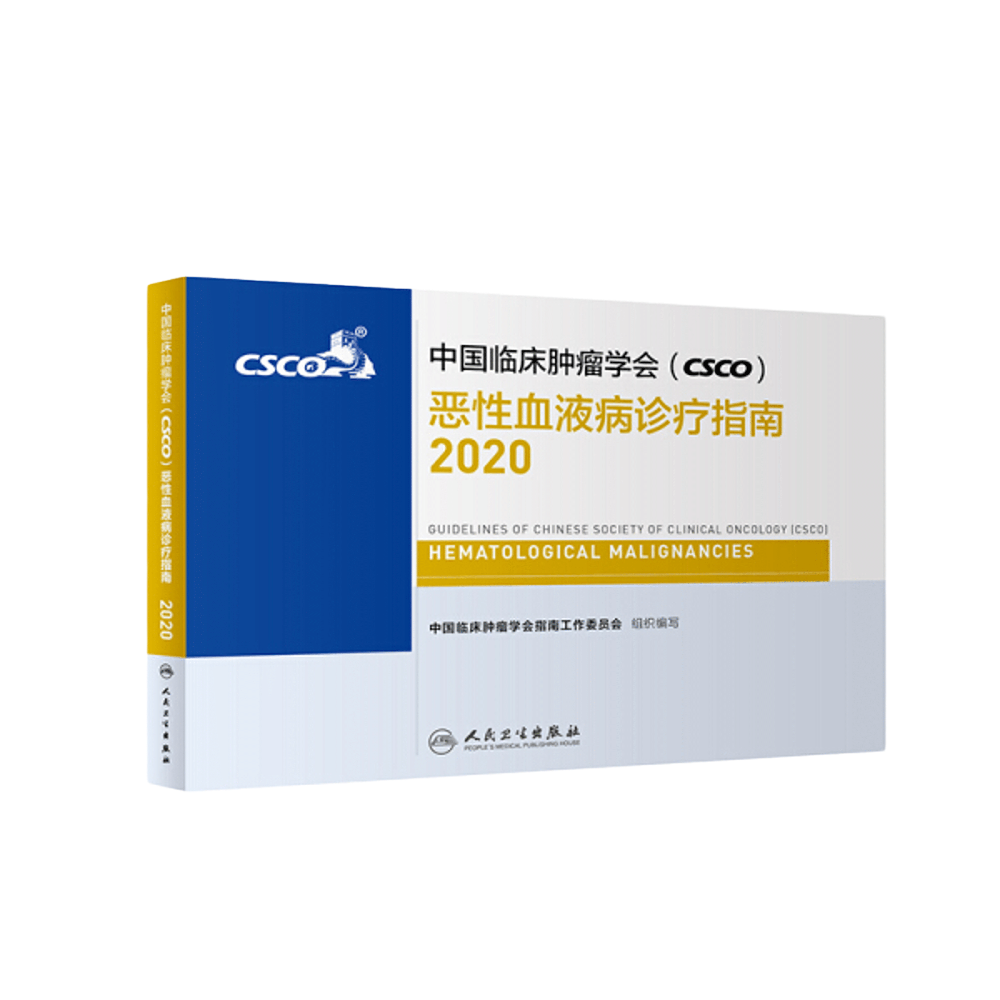 中国临床肿瘤学会（CSCO）恶性血液病诊疗指南 2020
人民卫生出版社
CSCO®
中国临床肿瘤学会（CSCO）
恶性血液病诊疗指南
2020
GUIDELINES OF CHINESE SOCIETY OF CLINICAL ONCOLOGY (CSCO)
HEMATOLOGICAL MALIGNANCIES
中国临床肿瘤学会指南工作委员会 组织编写
人民卫生出版社
PEOPLE'S MEDICAL PUBLISHING HOUSE